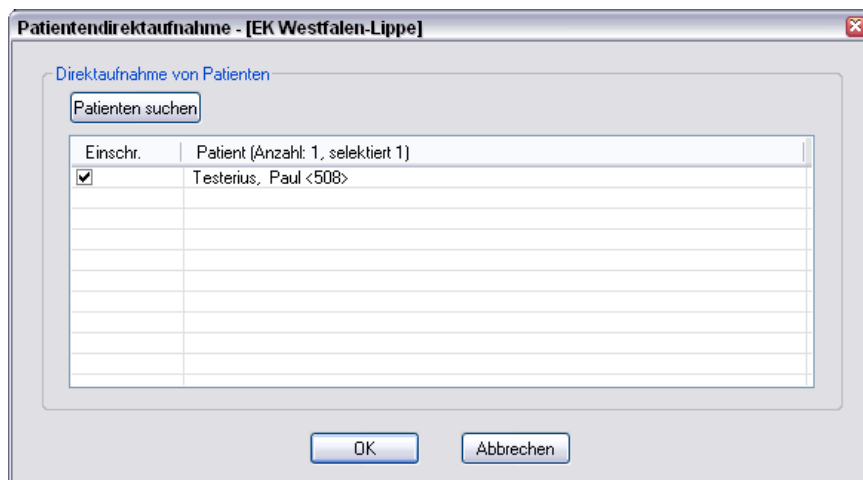 Patientendirektaufnahme - [EK Westfalen-Lippe]
Direktaufnahme von Patienten
Patienten suchen
Einschr. Patient (Anzahl: 1, selektiert 1)
Testerius, Paul <508>
OK Abbrechen